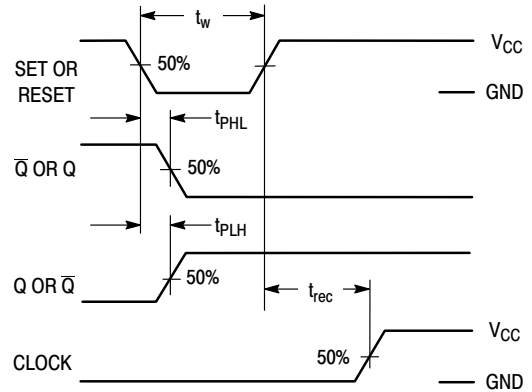 tw
VCC
50%
SET OR
RESET
GND
tPHL
Q̅ OR Q
50%
tPLH
Q OR Q̅
50%
trec
VCC
50%
CLOCK
GND